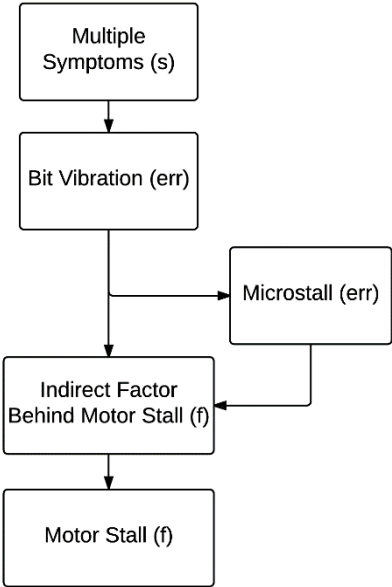 Multiple
Symptoms (s)
Bit Vibration (err)
Microstall (err)
Indirect Factor
Behind Motor Stall (f)
Motor Stall (f)